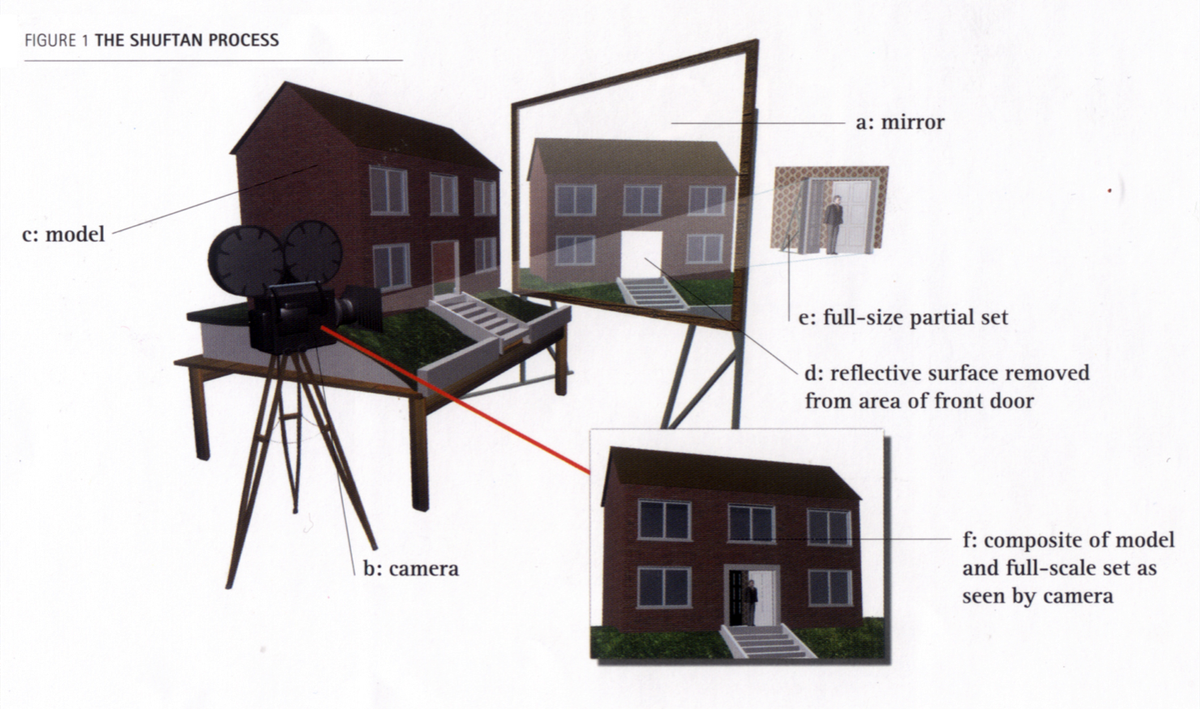 FIGURE 1 THE SHUFTAN PROCESS
a: mirror
c: model
e: full-size partial set
d: reflective surface removed
from area of front door
f: composite of model
and full-scale set as
seen by camera
b: camera